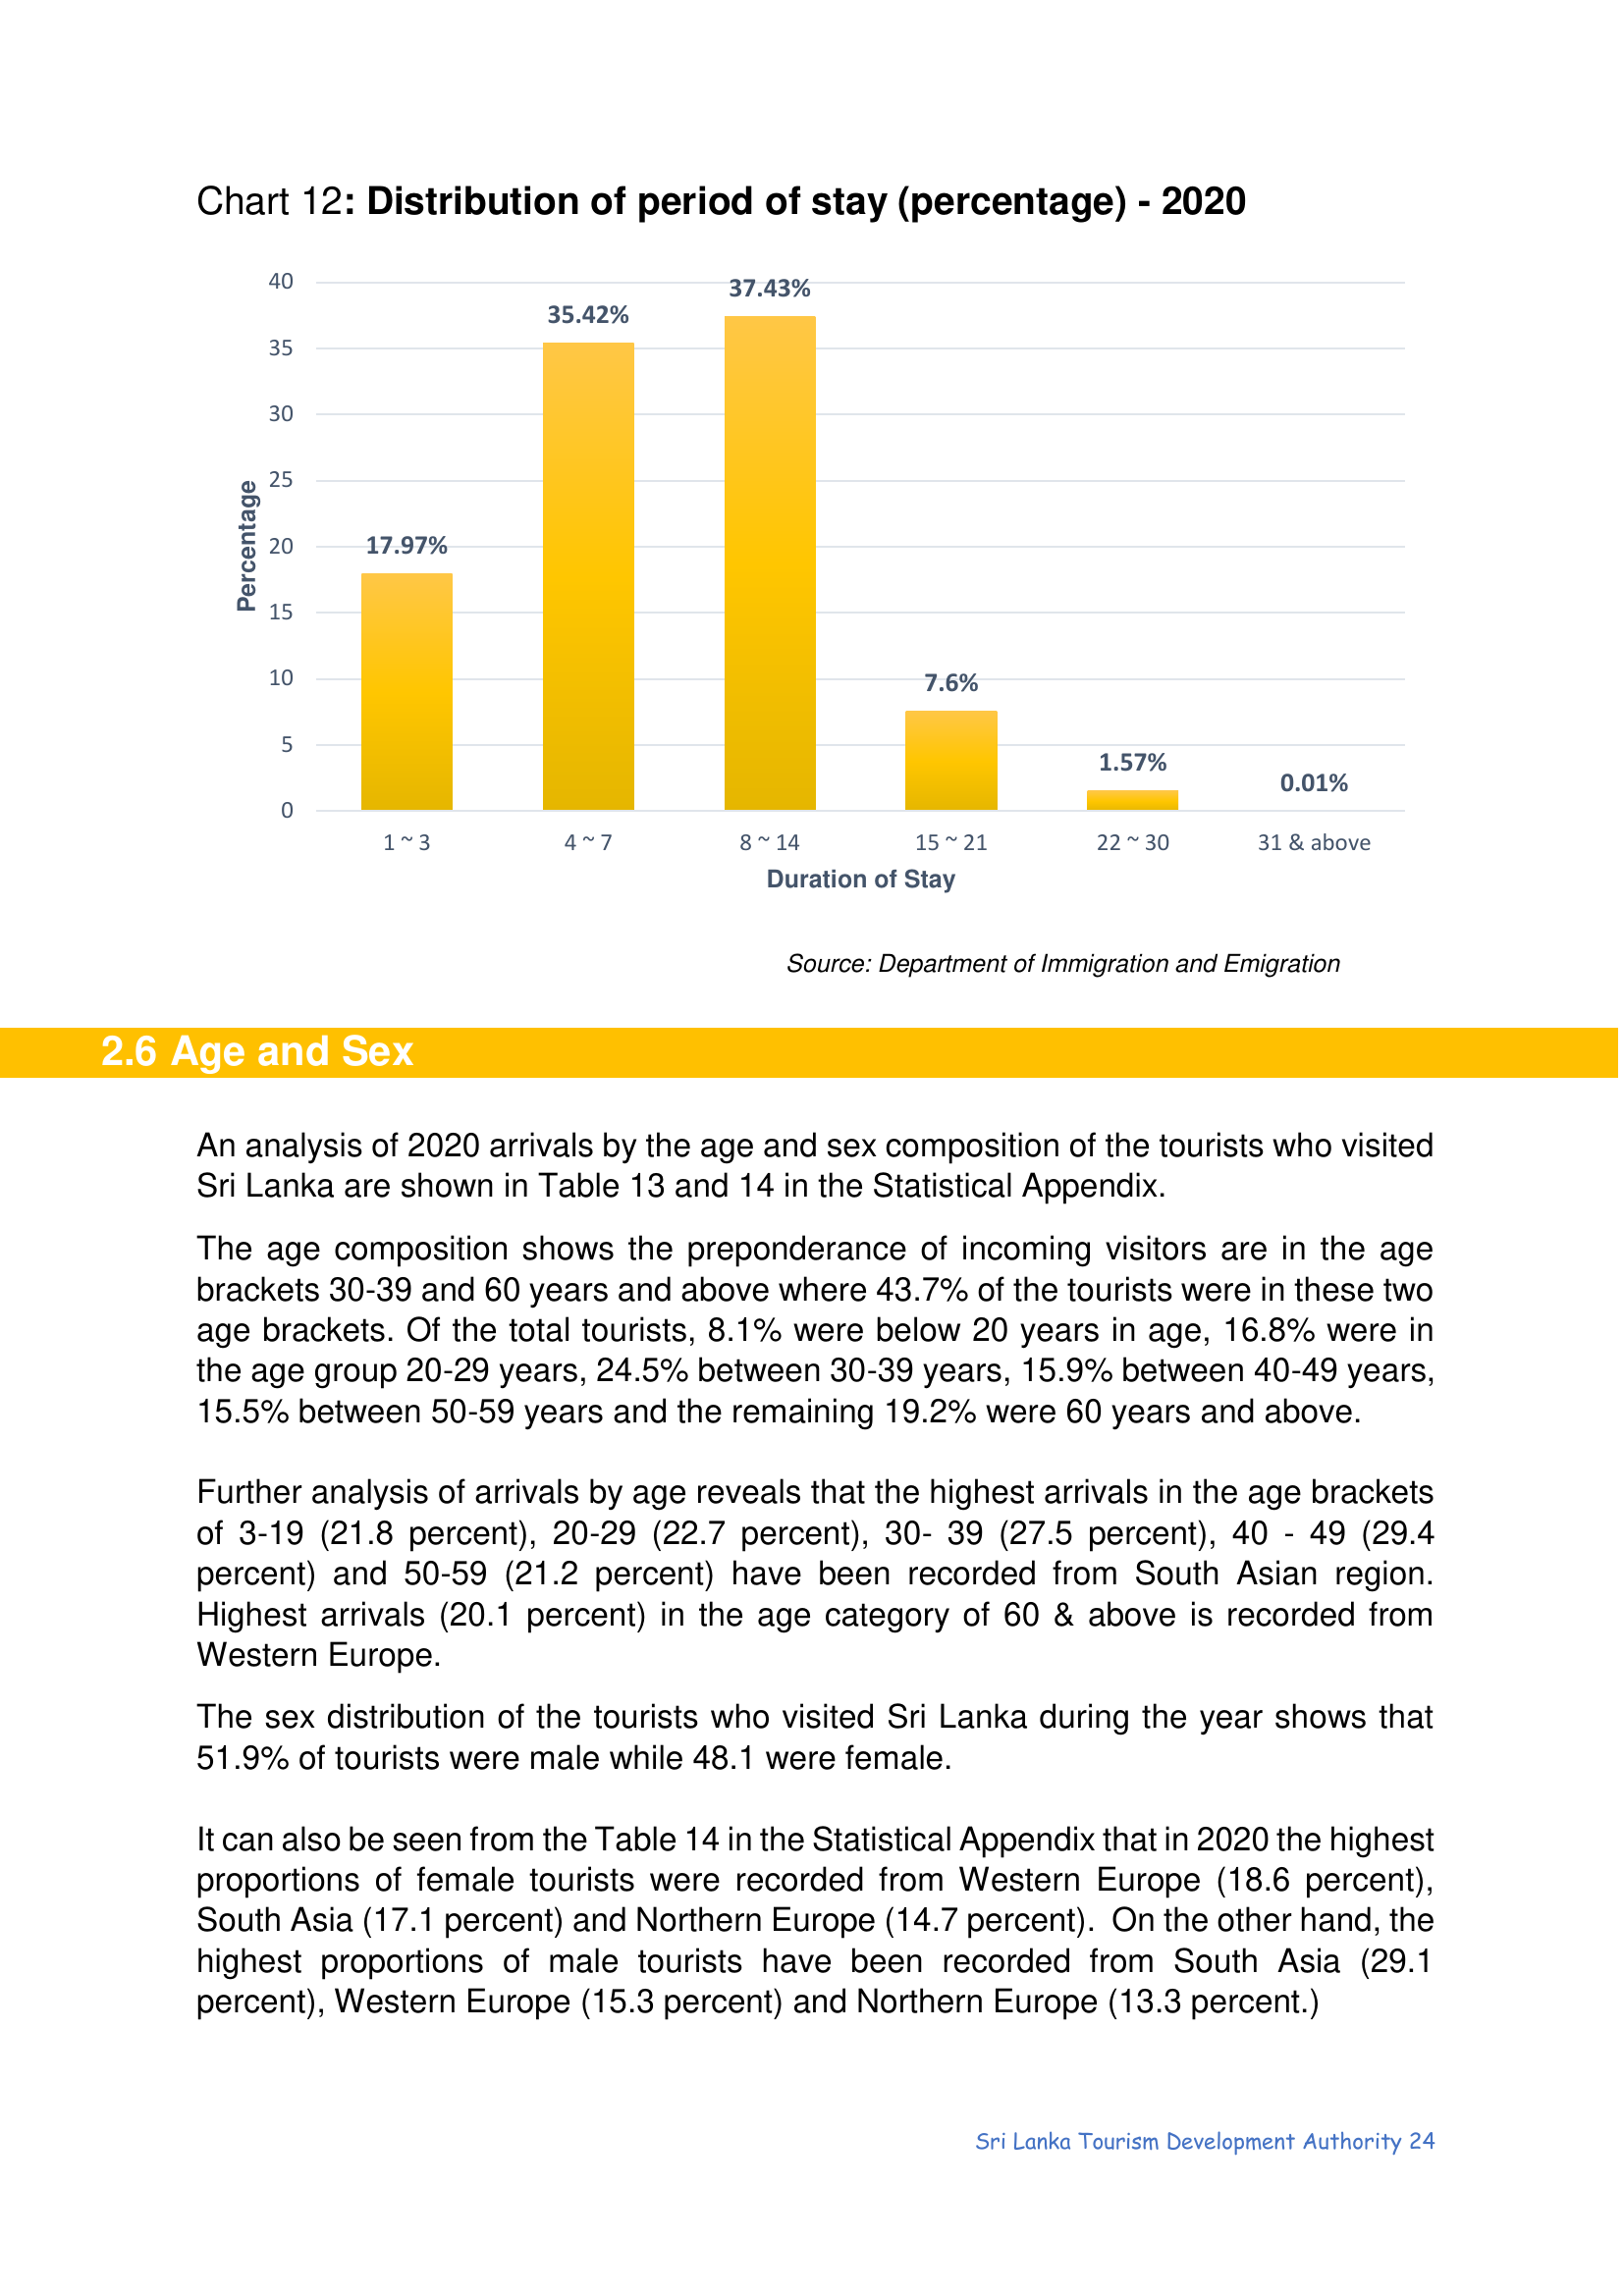 Chart 12: Distribution of period of stay (percentage) - 2020
40
35
30
25
20
15
10
5
0
Percentage
17.97%
35.42%
37.43%
7.6%
1.57%
0.01%
1 ~ 3
4 ~ 7
8 ~ 14
15 ~ 21
22 ~ 30
31 & above
Duration of Stay
Source: Department of Immigration and Emigration
2.6 Age and Sex
An analysis of 2020 arrivals by the age and sex composition of the tourists who visited
Sri Lanka are shown in Table 13 and 14 in the Statistical Appendix.
The age composition shows the preponderance of incoming visitors are in the age
brackets 30-39 and 60 years and above where 43.7% of the tourists were in these two
age brackets. Of the total tourists, 8.1% were below 20 years in age, 16.8% were in
the age group 20-29 years, 24.5% between 30-39 years, 15.9% between 40-49 years,
15.5% between 50-59 years and the remaining 19.2% were 60 years and above.
Further analysis of arrivals by age reveals that the highest arrivals in the age brackets
of 3-19 (21.8 percent), 20-29 (22.7 percent), 30- 39 (27.5 percent), 40 - 49 (29.4
percent) and 50-59 (21.2 percent) have been recorded from South Asian region.
Highest arrivals (20.1 percent) in the age category of 60 & above is recorded from
Western Europe.
The sex distribution of the tourists who visited Sri Lanka during the year shows that
51.9% of tourists were male while 48.1 were female.
It can also be seen from the Table 14 in the Statistical Appendix that in 2020 the highest
proportions of female tourists were recorded from Western Europe (18.6 percent),
South Asia (17.1 percent) and Northern Europe (14.7 percent).  On the other hand, the
highest proportions of male tourists have been recorded from South Asia (29.1
percent), Western Europe (15.3 percent) and Northern Europe (13.3 percent.)
Sri Lanka Tourism Development Authority 24